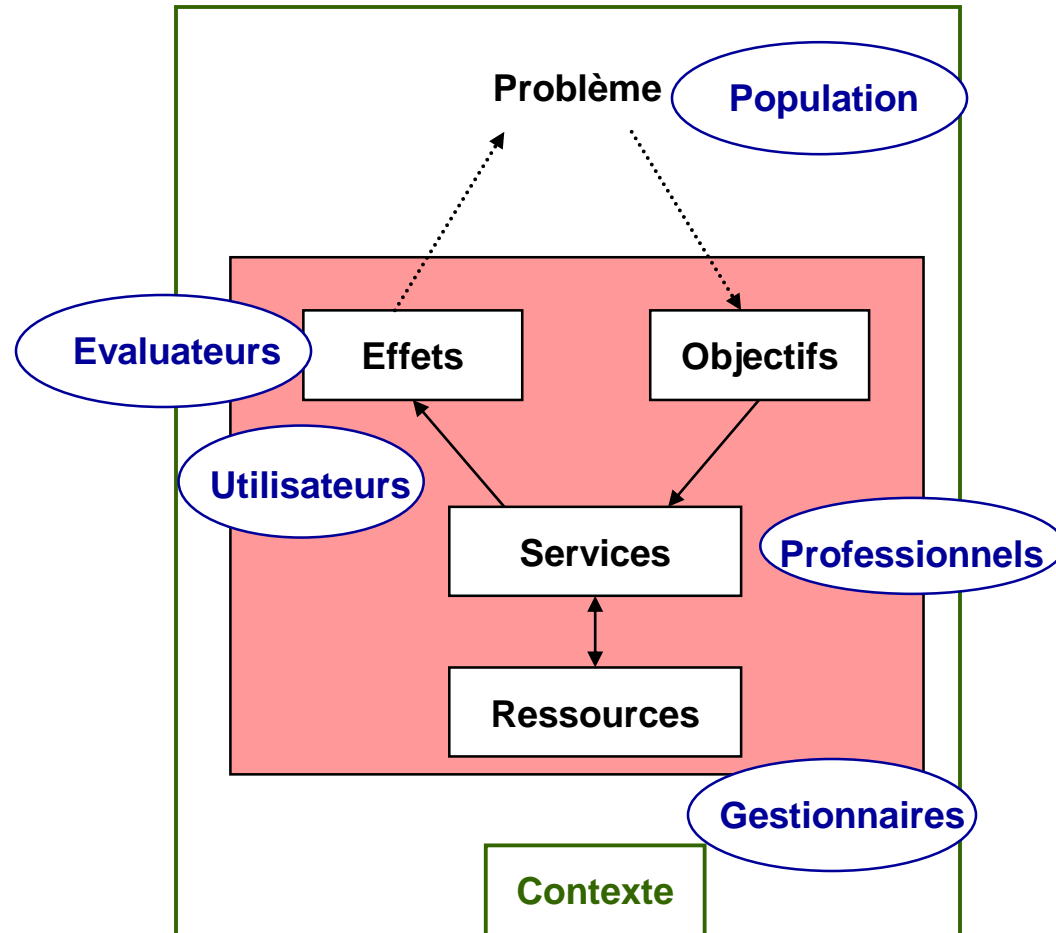 Problème
Population
Evaluateurs
Effets
Objectifs
Utilisateurs
Services
Professionnels
Ressources
Gestionnaires
Contexte